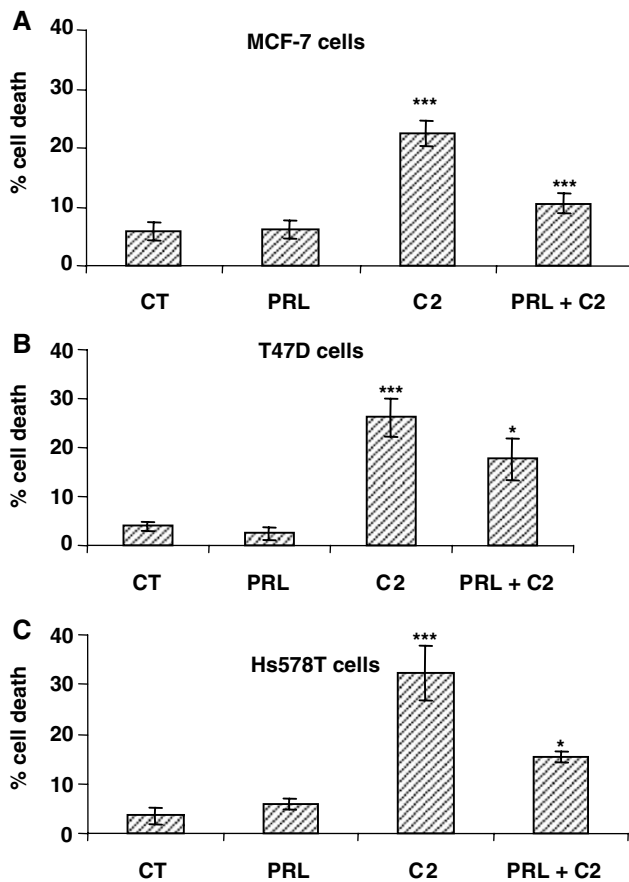 A
MCF-7 cells
% cell death
40
30
20
10
0
***
***
CT PRL C2 PRL + C2
B
T47D cells
% cell death
40
30
20
10
0
***
*
CT PRL C2 PRL + C2
C
Hs578T cells
% cell death
40
30
20
10
0
***
*
CT PRL C2 PRL + C2